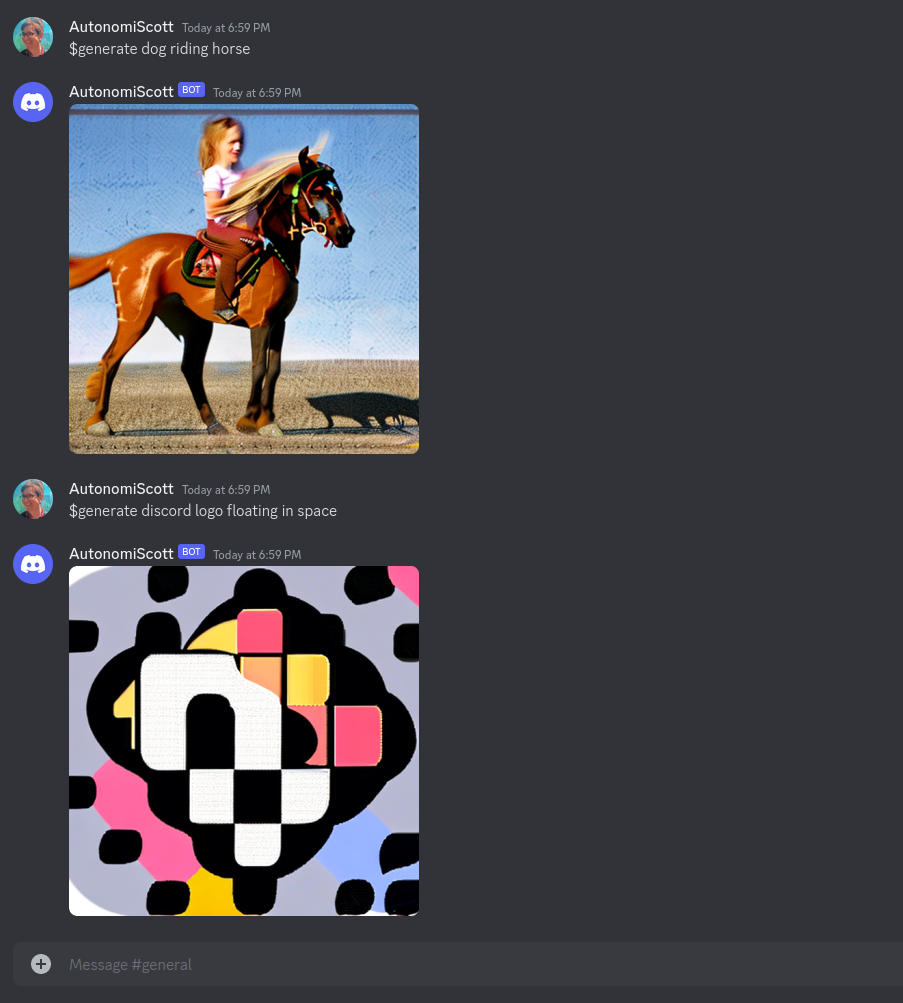 AutonomiScott Today at 6:59 PM
$generate dog riding horse
AutonomiScott BOT Today at 6:59 PM
AutonomiScott Today at 6:59 PM
$generate discord logo floating in space
AutonomiScott BOT Today at 6:59 PM
Message #general